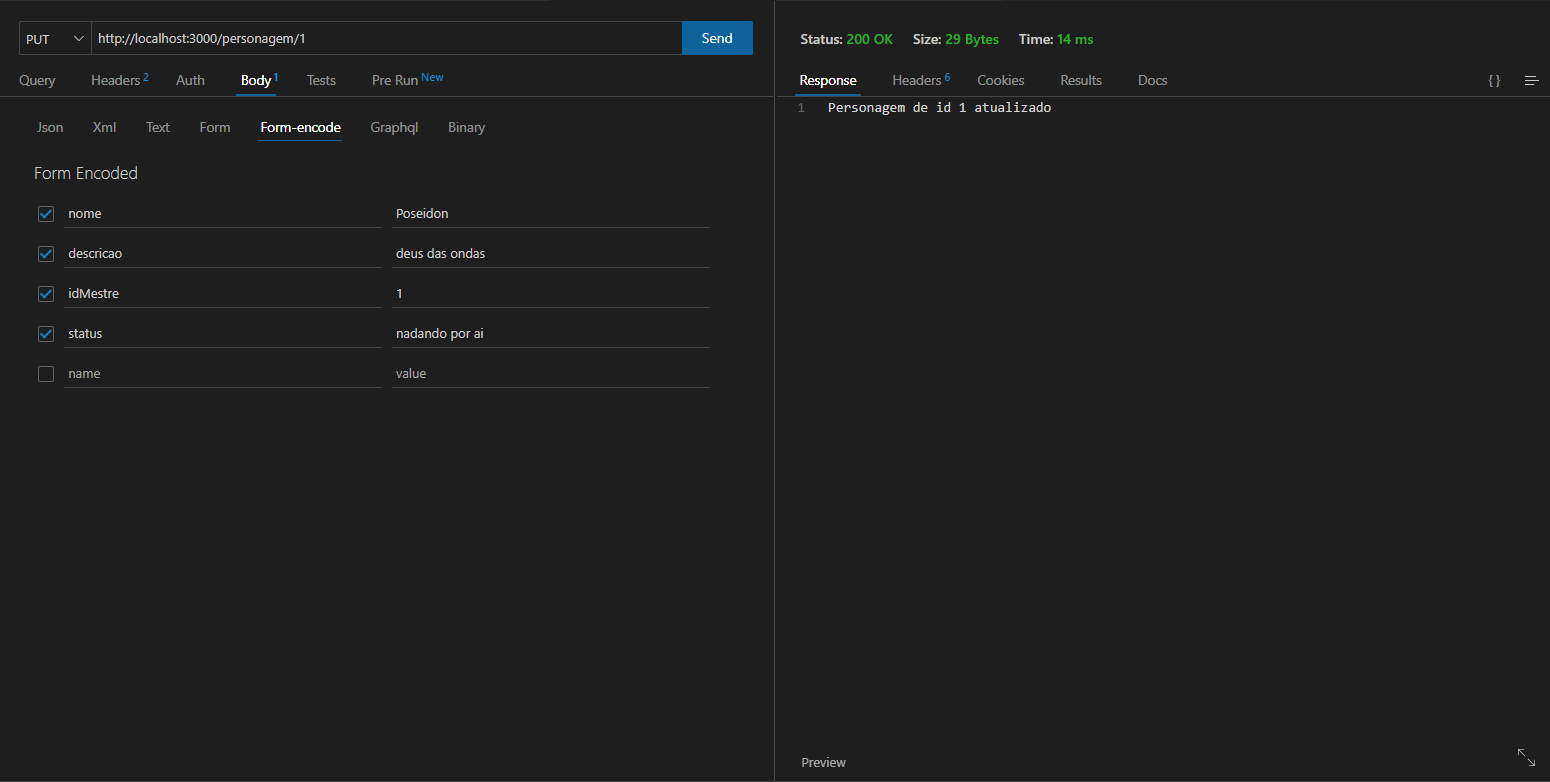 PUT http://localhost:3000/personagem/1 Send
Query Headers 2 Auth Body 1 Tests Pre Run New
Json Xml Text Form Form-encode Graphql Binary
Form Encoded
nome Poseidon
descricao deus das ondas
idMestre 1
status nadando por ai
name value
Status: 200 OK Size: 29 Bytes Time: 14 ms
Response Headers 6 Cookies Results Docs { }
1 Personagem de id 1 atualizado
Preview